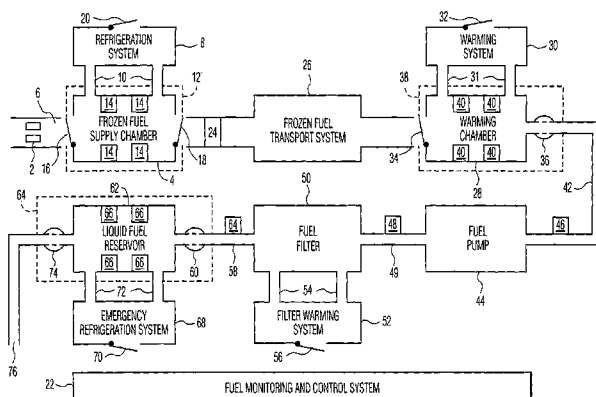 20
REFRIGERATION
SYSTEM
8
6
10
12
14 14
FROZEN FUEL
SUPPLY CHAMBER
14 14
2
16
18
4
24
26
FROZEN FUEL
TRANSPORT SYSTEM
32
WARMING SYSTEM
30
31
38
40 40
WARMING
CHAMBER
40 40
34
36
28
42
64
62
66 66
LIQUID FUEL
RESERVOIR
66 66
74
60
72
EMERGENCY
REFRIGERATION SYSTEM
68
70
76
64
58
50
FUEL
FILTER
54
FILTER WARMING
SYSTEM
52
56
48
49
FUEL
PUMP
44
46
22
FUEL MONITORING AND CONTROL SYSTEM